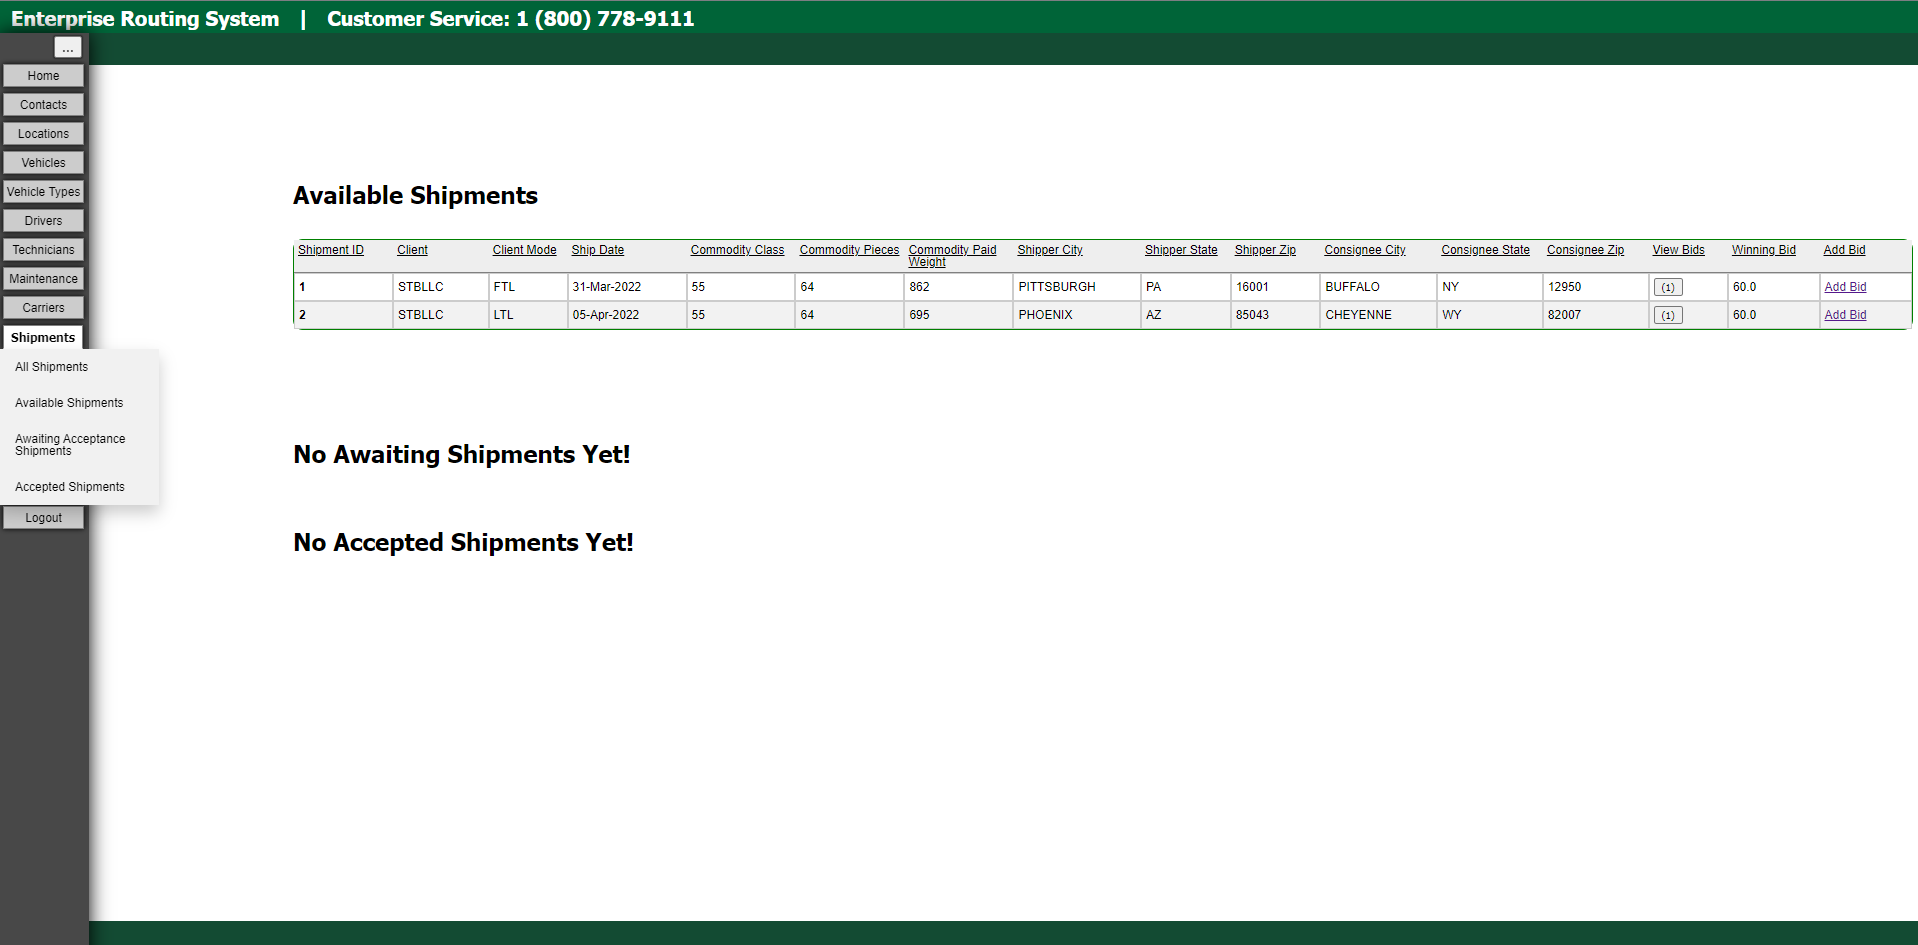 Enterprise Routing System | Customer Service: 1 (800) 778-9111
...
Home
Contacts
Locations
Vehicles
Vehicle Types
Drivers
Technicians
Maintenance
Carriers
Shipments
All Shipments
Available Shipments
Awaiting Acceptance
Shipments
Accepted Shipments
Logout
Available Shipments
Shipment ID Client Client Mode Ship Date Commodity Class Commodity Pieces Commodity Paid Weight Shipper City Shipper State Shipper Zip Consignee City Consignee State Consignee Zip View Bids Winning Bid Add Bid
1 STBLLC FTL 31-Mar-2022 55 64 862 PITTSBURGH PA 16001 BUFFALO NY 12950 (1) 60.0 Add Bid
2 STBLLC LTL 05-Apr-2022 55 64 695 PHOENIX AZ 85043 CHEYENNE WY 82007 (1) 60.0 Add Bid
No Awaiting Shipments Yet!
No Accepted Shipments Yet!